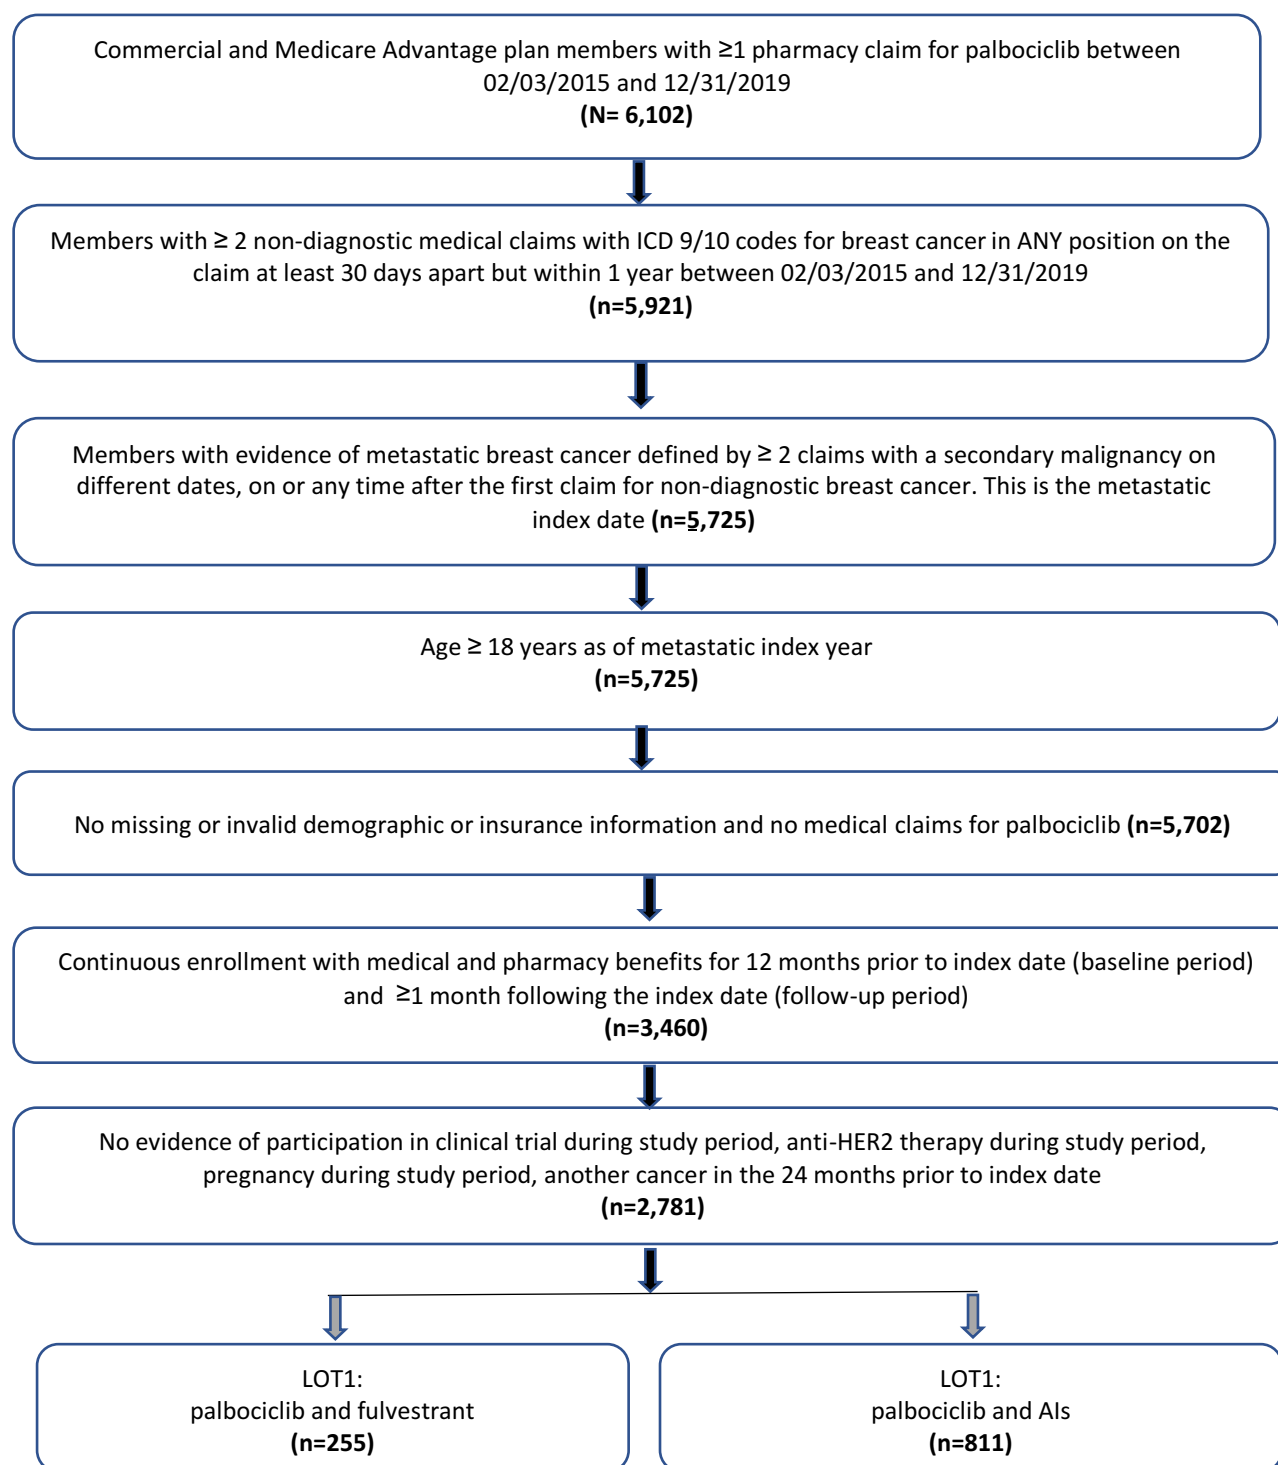 Commercial and Medicare Advantage plan members with ≥1 pharmacy claim for palbociclib between
02/03/2015 and 12/31/2019
(N= 6,102)
Members with ≥ 2 non-diagnostic medical claims with ICD 9/10 codes for breast cancer in ANY position on the
claim at least 30 days apart but within 1 year between 02/03/2015 and 12/31/2019
(n=5,921)
Members with evidence of metastatic breast cancer defined by ≥ 2 claims with a secondary malignancy on
different dates, on or any time after the first claim for non-diagnostic breast cancer. This is the metastatic
index date (n=5,725)
Age ≥ 18 years as of metastatic index year
(n=5,725)
No missing or invalid demographic or insurance information and no medical claims for palbociclib (n=5,702)
Continuous enrollment with medical and pharmacy benefits for 12 months prior to index date (baseline period)
and ≥1 month following the index date (follow-up period)
(n=3,460)
No evidence of participation in clinical trial during study period, anti-HER2 therapy during study period,
pregnancy during study period, another cancer in the 24 months prior to index date
(n=2,781)
LOT1:
palbociclib and fulvestrant
(n=255)
LOT1:
palbociclib and AIs
(n=811)